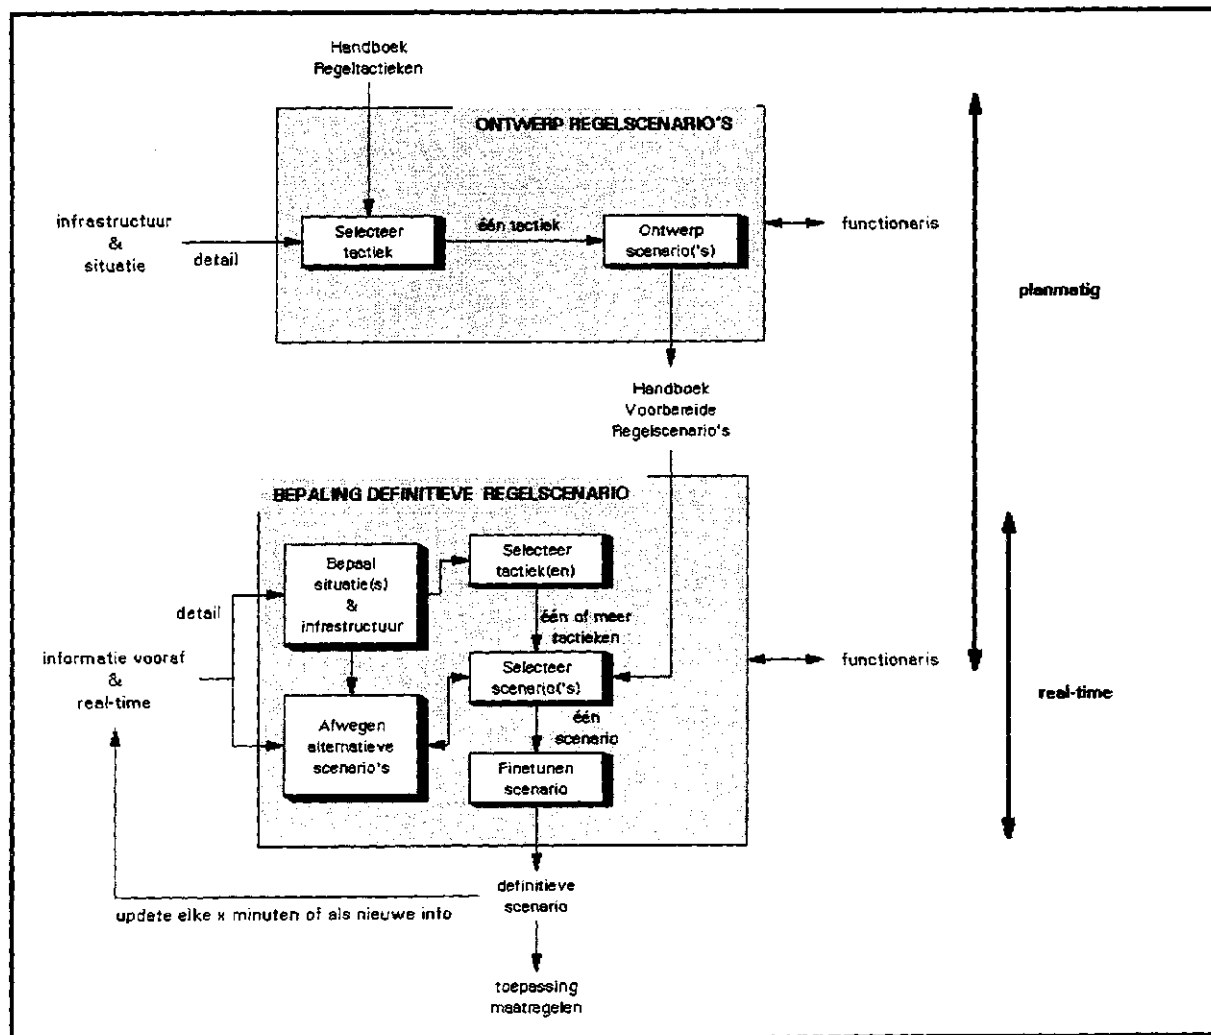 Handboek
Regeltactieken
ONTWERP REGELSCENARIO'S
infrastructuur
&
situatie
detail
Selecteer
tactiek
één tactiek
Ontwerp
scenario('s)
functionaris
planmatig
Handboek
Voorbereide
Regelscenario's
BEPALING DEFINITIEVE REGELSCENARIO
Bepaal
situatie(s)
&
infrastructuur
Selecteer
tactiek(en)
detail
één of meer
tactieken
informatie vooraf
&
real-time
Selecteer
scenario('s)
functionaris
real-time
Afwegen
alternatieve
scenario's
één
scenario
Finetunen
scenario
definitieve
scenario
update elke x minuten of als nieuwe info
toepassing
maatregelen